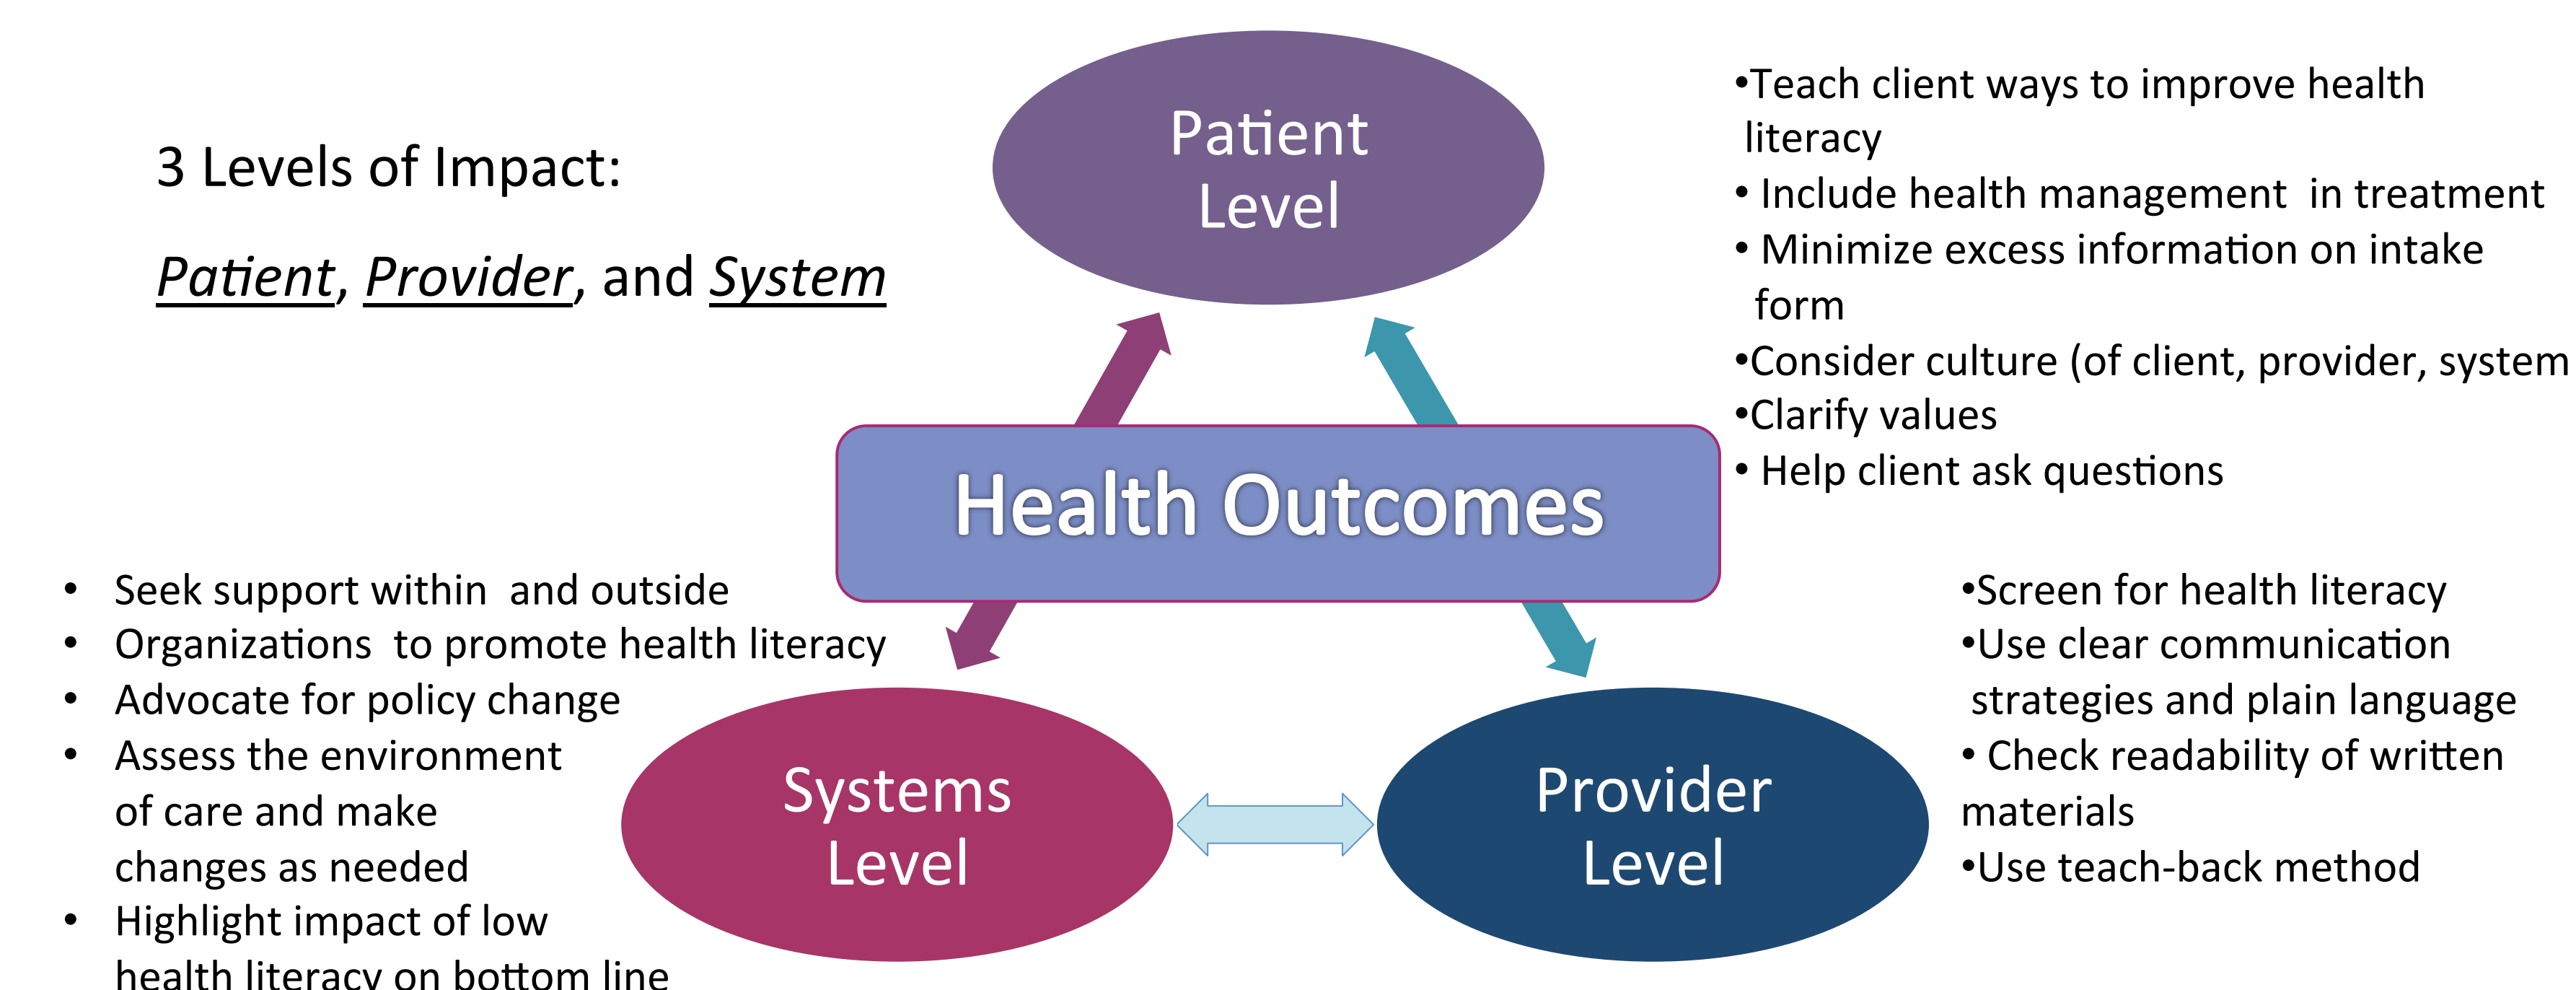 3 Levels of Impact:
Patient, Provider, and System
Patient
Level
•Teach client ways to improve health
literacy
• Include health management  in treatment
• Minimize excess information on intake
form
•Consider culture (of client, provider, system
•Clarify values
• Help client ask questions
Health Outcomes
• Seek support within  and outside
• Organizations  to promote health literacy
• Advocate for policy change
• Assess the environment
of care and make
changes as needed
• Highlight impact of low
health literacy on bottom line
Systems
Level
Provider
Level
•Screen for health literacy
•Use clear communication
strategies and plain language
• Check readability of written
materials
•Use teach-back method